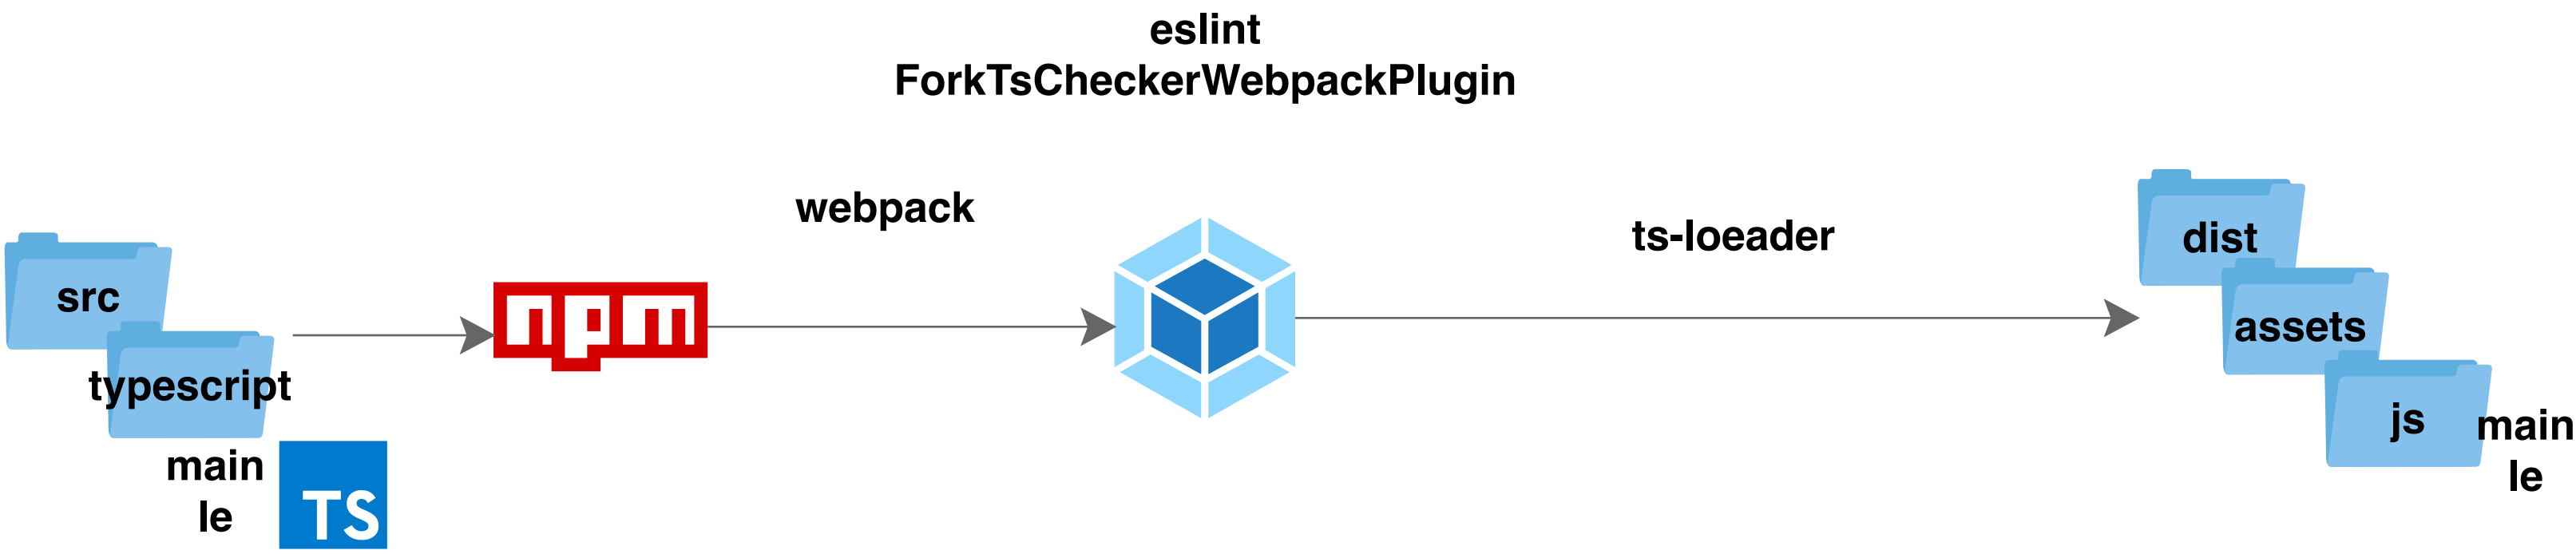 eslint
ForkTsCheckerWebpackPlugin
webpack
ts-loeader
src
typescript
main
le
TS
npm
dist
assets
js
main
le